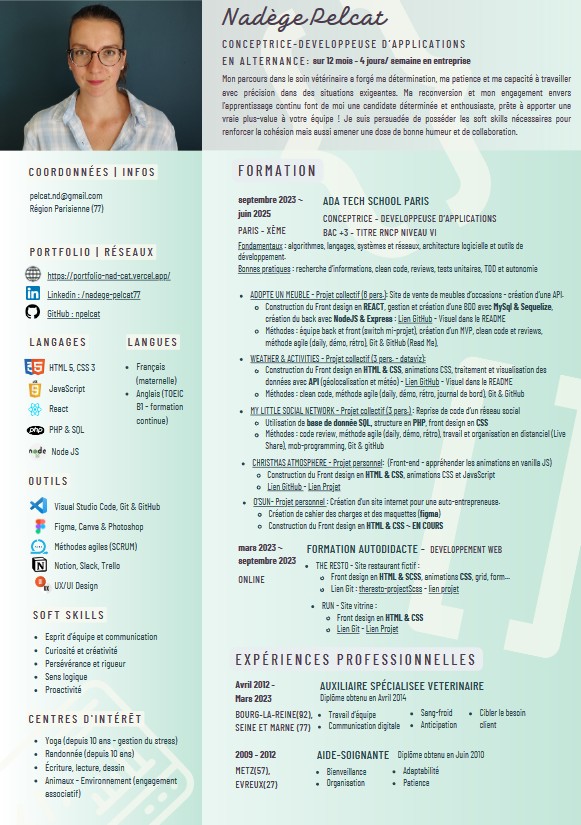 Nadège Pelcat
CONCEPTRICE-DEVELOPPEUSE D'APPLICATIONS
EN ALTERNANCE: sur 12 mois - 4 jours/ semaine en entreprise
Mon parcours dans le soin vétérinaire a forgé ma détermination, ma patience et ma capacité à travailler
avec précision dans des situations exigeantes. Ma reconversion et mon engagement envers
l'apprentissage continu font de moi une candidate déterminée et enthousiaste, prête à apporter une
vraie plus-value à votre équipe ! Je suis persuadée de posséder les soft skills nécessaires pour
renforcer la cohésion mais aussi amener une dose de bonne humeur et de collaboration.
COORDONNÉES | INFOS
pelcat.nd@gmail.com
Région Parisienne (77)
PORTFOLIO | RÉSEAUX
https://portfolio-nad-cat.vercel.app/
Linkedin : /nadege-pelcat77
GitHub : npelcat
LANGAGES
HTML 5, CSS 3
JavaScript
React
php PHP & SQL
node Node JS
LANGUES
• Français
(maternelle)
• Anglais (TOEIC
B1 - formation
continue)
OUTILS
Visual Studio Code, Git & GitHub
Figma, Canva & Photoshop
Méthodes agiles (SCRUM)
Notion, Slack, Trello
UX/UI Design
SOFT SKILLS
• Esprit d'équipe et communication
• Curiosité et créativité
• Persévérance et rigueur
• Sens logique
• Proactivité
CENTRES D'INTÉRÊT
• Yoga (depuis 10 ans - gestion du stress)
• Randonnée (depuis 10 ans)
• Écriture, lecture, dessin
• Animaux - Environnement (engagement
associatif)
FORMATION
septembre 2023 ~
juin 2025
PARIS - XÈME
ADA TECH SCHOOL PARIS
CONCEPTRICE - DEVELOPPEUSE D'APPLICATIONS
BAC +3 - TITRE RNCP NIVEAU VI
Fondamentaux : algorithmes, langages, systèmes et réseaux, architecture logicielle et outils de
développement.
Bonnes pratiques : recherche d'informations, clean code, reviews, tests unitaires, TDD et autonomie
• ADOPTE UN MEUBLE - Projet collectif (6 pers.): Site de vente de meubles d'occasions - création d'une API.
Construction du Front design en REACT, gestion et création d'une BDD avec MySql & Sequelize,
création du back avec NodeJS & Express : Lien GitHub - Visuel dans le README
Méthodes : équipe back et front (switch mi-projet), création d'un MVP, clean code et reviews,
méthode agile (daily, démo, rétro), Git & GitHub (Read Me),
• WEATHER & ACTIVITIES - Projet collectif (3 pers. - dataviz):
Construction du Front design en HTML & CSS, animations CSS, traitement et visualisation des
données avec API (géolocalisation et météo) - Lien GitHub - Visuel dans le README
Méthodes : clean code, méthode agile (daily, démo, rétro, journal de bord), Git & GitHub
• MY LITTLE SOCIAL NETWORK - Projet collectif (3 pers.) : Reprise de code d'un réseau social
Utilisation de base de donnée SQL, structure en PHP, front design en CSS
Méthodes : code review, méthode agile (daily, démo, rétro), travail et organisation en distanciel (Live
Share), mob-programming, Git & gitHub
• CHRISTMAS ATMOSPHERE - Projet personnel: (Front-end - appréhender les animations en vanilla JS)
Construction du Front design en HTML & CSS, animations CSS et JavaScript
Lien GitHub - Lien Projet
• O'SUN- Projet personnel : Création d'un site internet pour une auto-entrepreneuse.
Création de cahier des charges et des maquettes (figma)
Construction du Front design en HTML & CSS ~ EN COURS
mars 2023 ~
septembre 2023
ONLINE
FORMATION AUTODIDACTE - DEVELOPPEMENT WEB
• THE RESTO - Site restaurant fictif :
Front design en HTML & SCSS, animations CSS, grid, form...
Lien Git : theresto-projectScss - lien projet
• RUN - Site vitrine :
Front design en HTML & CSS
Lien Git - Lien Projet
EXPÉRIENCES PROFESSIONNELLES
Avril 2012 -
Mars 2023
BOURG-LA-REINE(92),
SEINE ET MARNE (77)
AUXILIAIRE SPÉCIALISEE VETERINAIRE
Diplôme obtenu en Avril 2014
• Travail d'équipe
• Communication digitale
• Sang-froid
• Anticipation
• Cibler le besoin
client
2009 - 2012
METZ(57),
EVREUX(27)
AIDE-SOIGNANTE Diplôme obtenu en Juin 2010
• Bienveillance
• Organisation
• Adaptabilité
• Patience